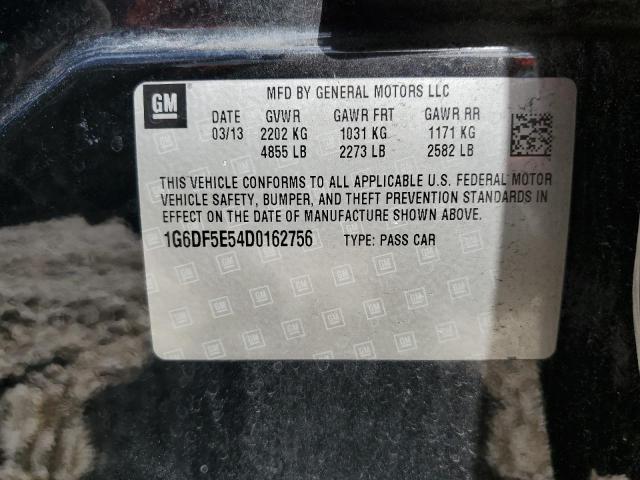 GM
MFD BY GENERAL MOTORS LLC
DATE GVWR GAWR FRT GAWR RR
03/13 2202 KG 1031 KG 1171 KG
4855 LB 2273 LB 2582 LB
THIS VEHICLE CONFORMS TO ALL APPLICABLE U.S. FEDERAL MOTOR
VEHICLE SAFETY, BUMPER, AND THEFT PREVENTION STANDARDS IN
EFFECT ON THE DATE OF MANUFACTURE SHOWN ABOVE.
1G6DF5E54D0162756 TYPE: PASS CAR